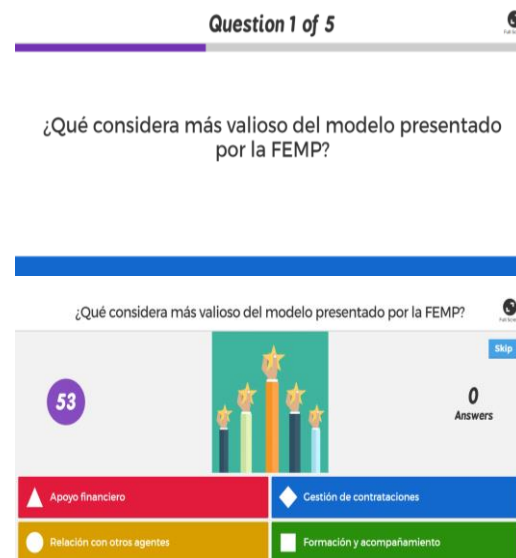 Question 1 of 5
¿Qué considera más valioso del modelo presentado
por la FEMP?
¿Qué considera más valioso del modelo presentado por la FEMP?
Skip
53
0
Answers
Apoyo financiero
Gestión de contrataciones
Relación con otros agentes
Formación y acompañamiento